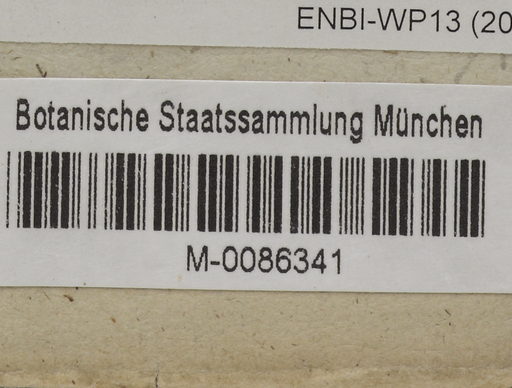 ENBI-WP13 (20
Botanische Staatssammlung München
M-0086341